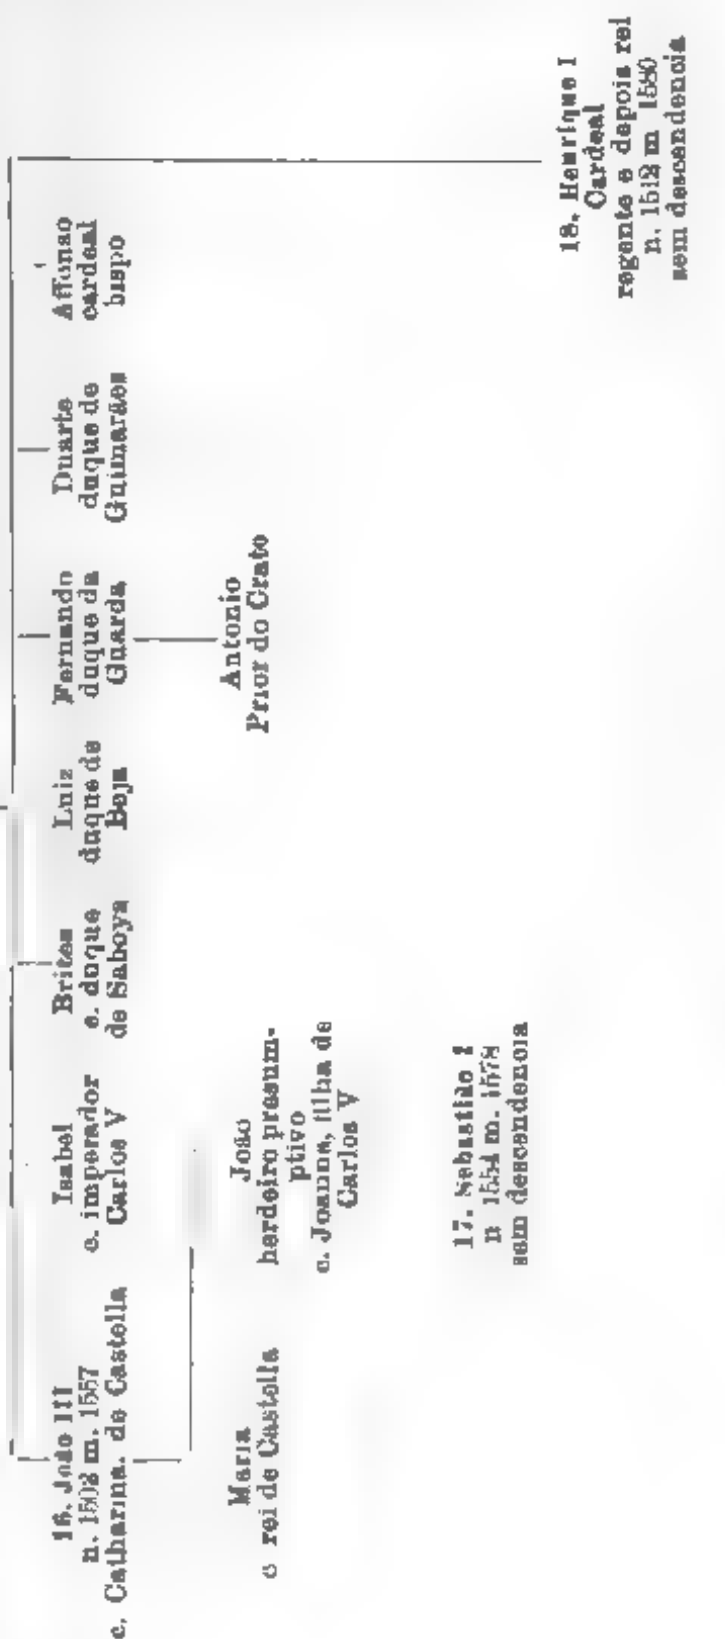 16. João III
n. 1502 m. 1557
c. Catharina. de Castella
Isabel
c. imperador
Carlos V
Brites
c. duque
de Saboya
Luiz
duque de
Beja
Fernando
duque da
Guarda
Duarte
duque de
Guimarães
Affonso
cardeal
bispo
Maria
c rei de Castella
João
herdeiro presum-
ptivo
c. Joanna, filha de
Carlos V
Antonio
Prior do Crato
17. Sebastião I
n 1554 m. 1578
sem descendencia
18. Henrique I
Cardeal
regente e depois rei
n. 1512 m 1580
sem descendencia